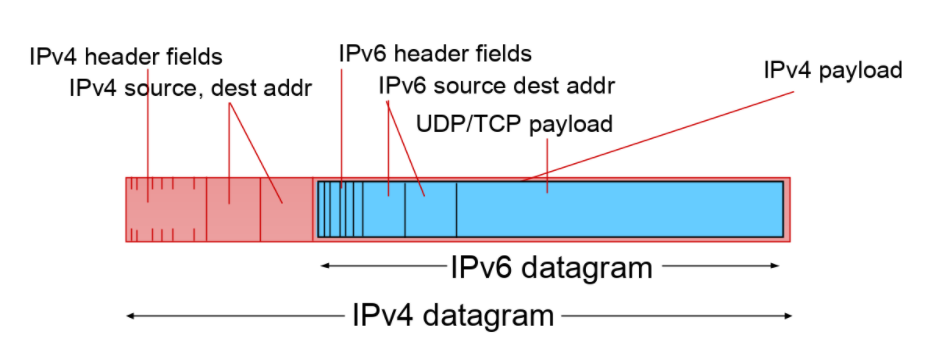 IPv4 header fields
IPv6 header fields
IPv4 payload
IPv4 source, dest addr
IPv6 source dest addr
UDP/TCP payload
IPv6 datagram
IPv4 datagram